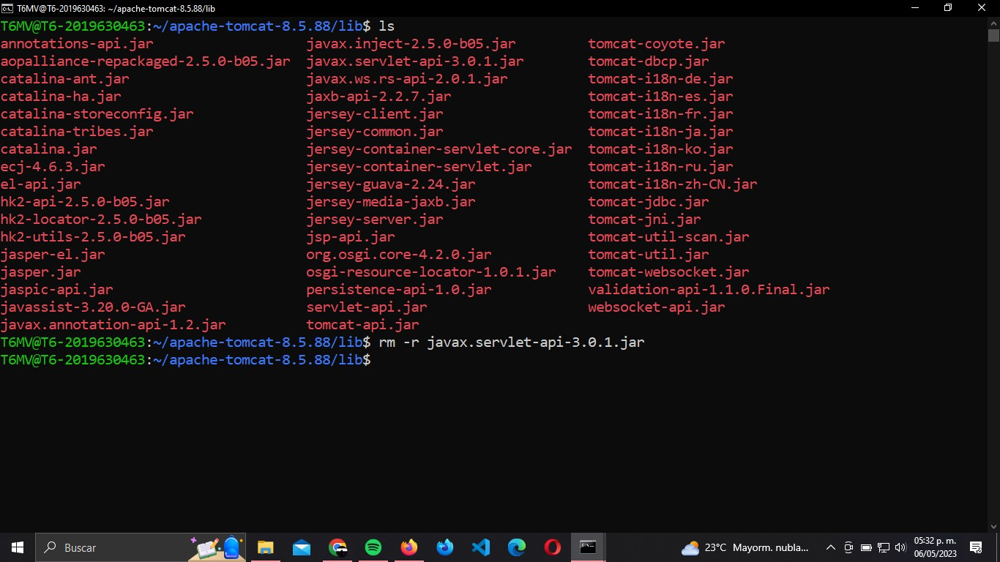 T6MV@T6-2019630463: ~/apache-tomcat-8.5.88/lib
T6MV@T6-2019630463:~/apache-tomcat-8.5.88/lib$ ls
annotations-api.jar javax.inject-2.5.0-b05.jar tomcat-coyote.jar
aopalliance-repackaged-2.5.0-b05.jar javax.servlet-api-3.0.1.jar tomcat-dbcp.jar
catalina-ant.jar javax.ws.rs-api-2.0.1.jar tomcat-i18n-de.jar
catalina-ha.jar jaxb-api-2.2.7.jar tomcat-i18n-es.jar
catalina-storeconfig.jar jersey-client.jar tomcat-i18n-fr.jar
catalina-tribes.jar jersey-common.jar tomcat-i18n-ja.jar
catalina.jar jersey-container-servlet-core.jar tomcat-i18n-ko.jar
ecj-4.6.3.jar jersey-container-servlet.jar tomcat-i18n-ru.jar
el-api.jar jersey-guava-2.24.jar tomcat-i18n-zh-CN.jar
hk2-api-2.5.0-b05.jar jersey-media-jaxb.jar tomcat-jdbc.jar
hk2-locator-2.5.0-b05.jar jersey-server.jar tomcat-jni.jar
hk2-utils-2.5.0-b05.jar jsp-api.jar tomcat-util-scan.jar
jasper-el.jar org.osgi.core-4.2.0.jar tomcat-util.jar
jasper.jar osgi-resource-locator-1.0.1.jar tomcat-websocket.jar
jaspic-api.jar persistence-api-1.0.jar validation-api-1.1.0.Final.jar
javassist-3.20.0-GA.jar servlet-api.jar websocket-api.jar
javax.annotation-api-1.2.jar tomcat-api.jar
T6MV@T6-2019630463:~/apache-tomcat-8.5.88/lib$ rm -r javax.servlet-api-3.0.1.jar
T6MV@T6-2019630463:~/apache-tomcat-8.5.88/lib$
Buscar
23°C Mayorm. nubla...
05:32 p. m.
06/05/2023